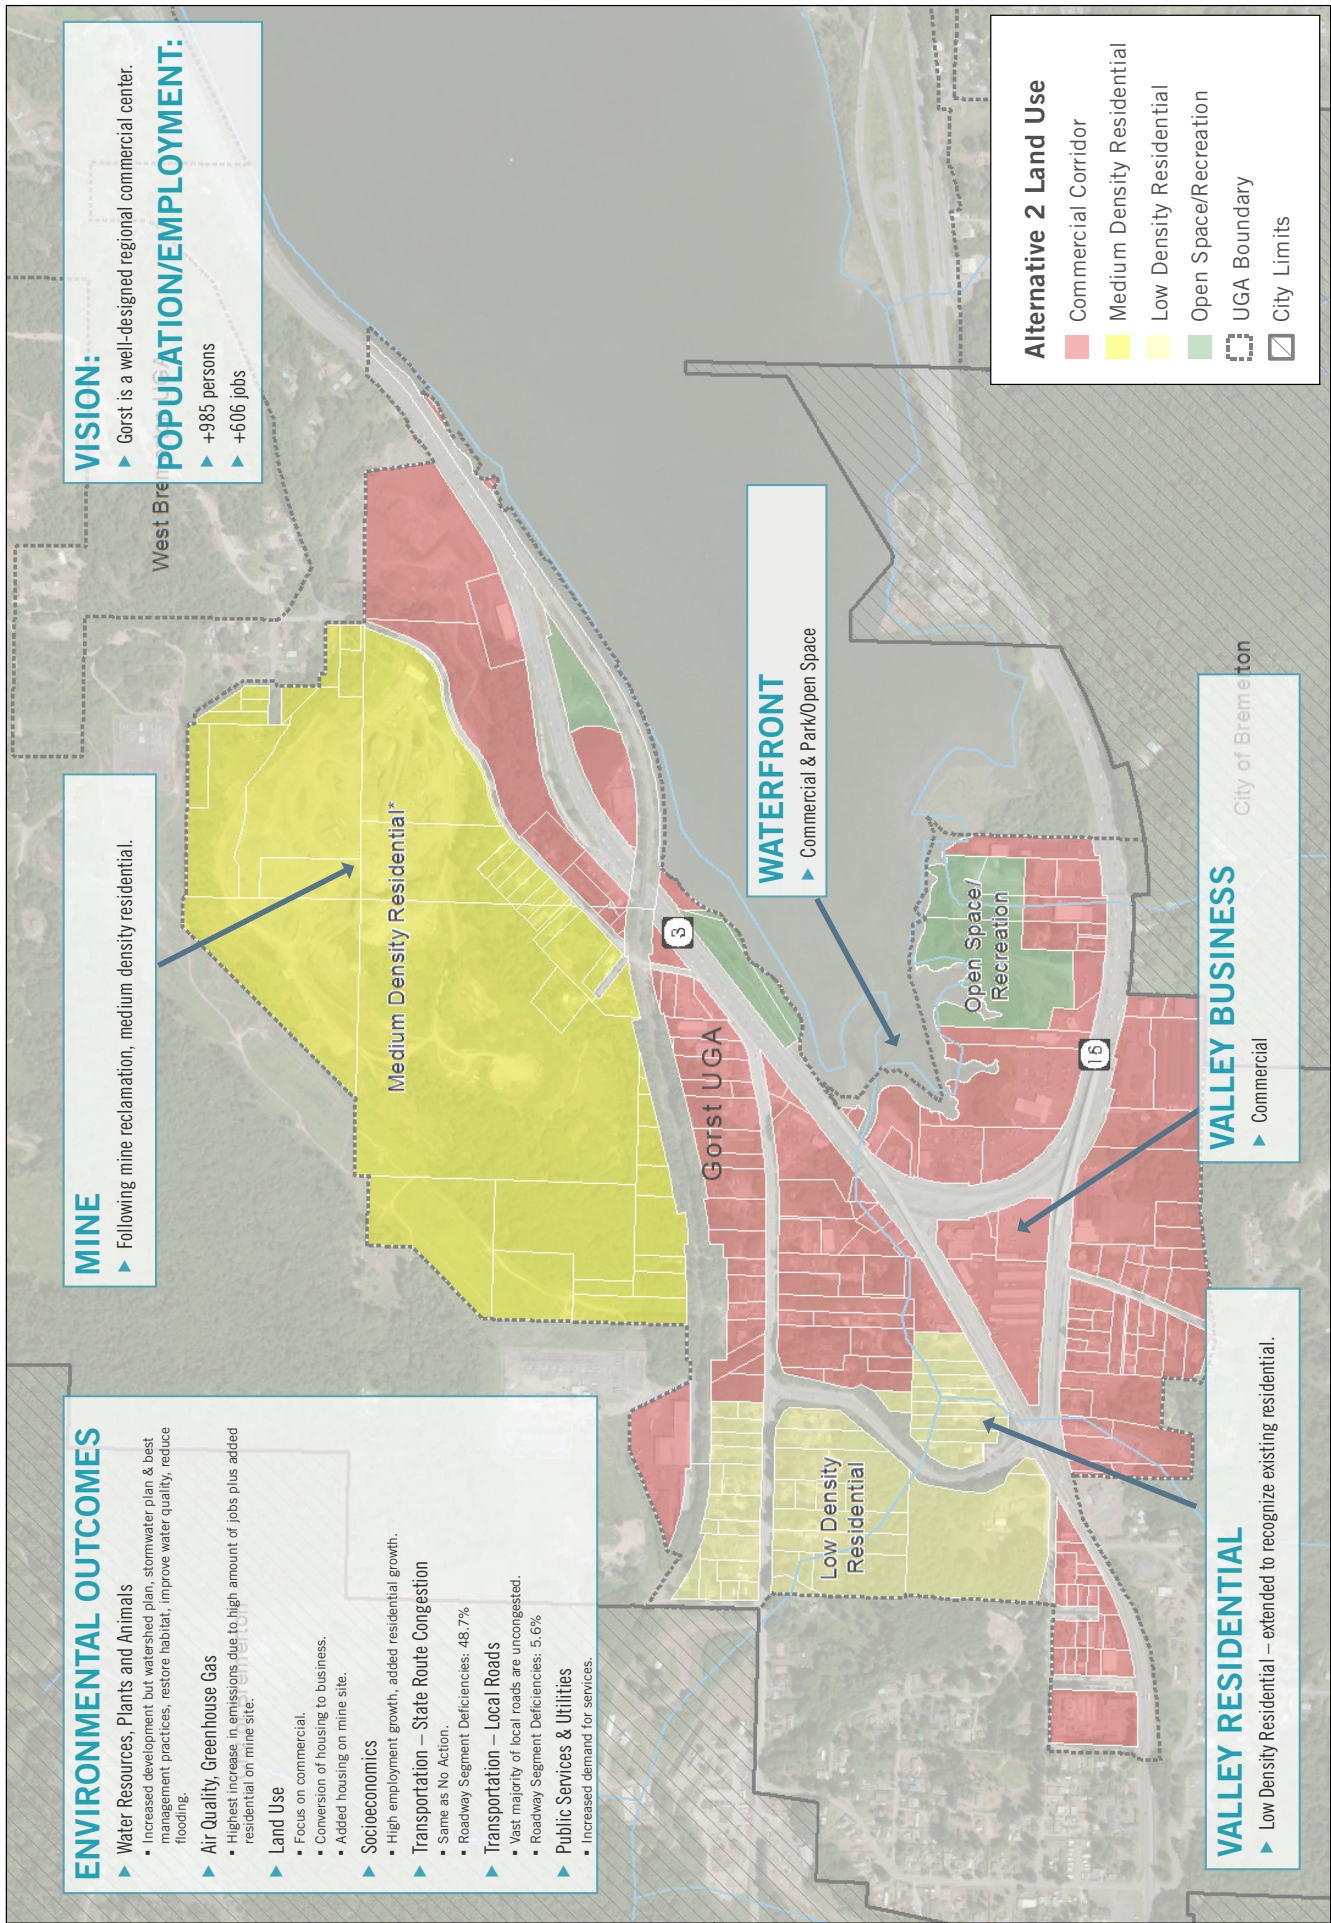 ENVIRONMENTAL OUTCOMES
▶ Water Resources, Plants and Animals
▪ Increased development but watershed plan, stormwater plan & best
management practices, restore habitat, improve water quality, reduce
flooding.
▶ Air Quality, Greenhouse Gas
▪ Highest increase in emissions due to high amount of jobs plus added
residential on mine site.
▶ Land Use
▪ Focus on commercial.
▪ Conversion of housing to business.
▪ Added housing on mine site.
▶ Socioeconomics
▪ High employment growth, added residential growth.
▶ Transportation – State Route Congestion
▪ Same as No Action.
▪ Roadway Segment Deficiencies: 48.7%
▶ Transportation – Local Roads
▪ Vast majority of local roads are uncongested.
▪ Roadway Segment Deficiencies: 5.6%
▶ Public Services & Utilities
▪ Increased demand for services.
MINE
▶ Following mine reclamation, medium density residential.
VISION:
▶ Gorst is a well-designed regional commercial center.
POPULATION/EMPLOYMENT:
▶ +985 persons
▶ +606 jobs
West Bremerton UGA
Medium Density Residential*
Gorst UGA
3
Low Density
Residential
Open Space/
Recreation
16
WATERFRONT
▶ Commercial & Park/Open Space
VALLEY RESIDENTIAL
▶ Low Density Residential – extended to recognize existing residential.
VALLEY BUSINESS
▶ Commercial
City of Bremerton
Alternative 2 Land Use
Commercial Corridor
Medium Density Residential
Low Density Residential
Open Space/Recreation
UGA Boundary
City Limits